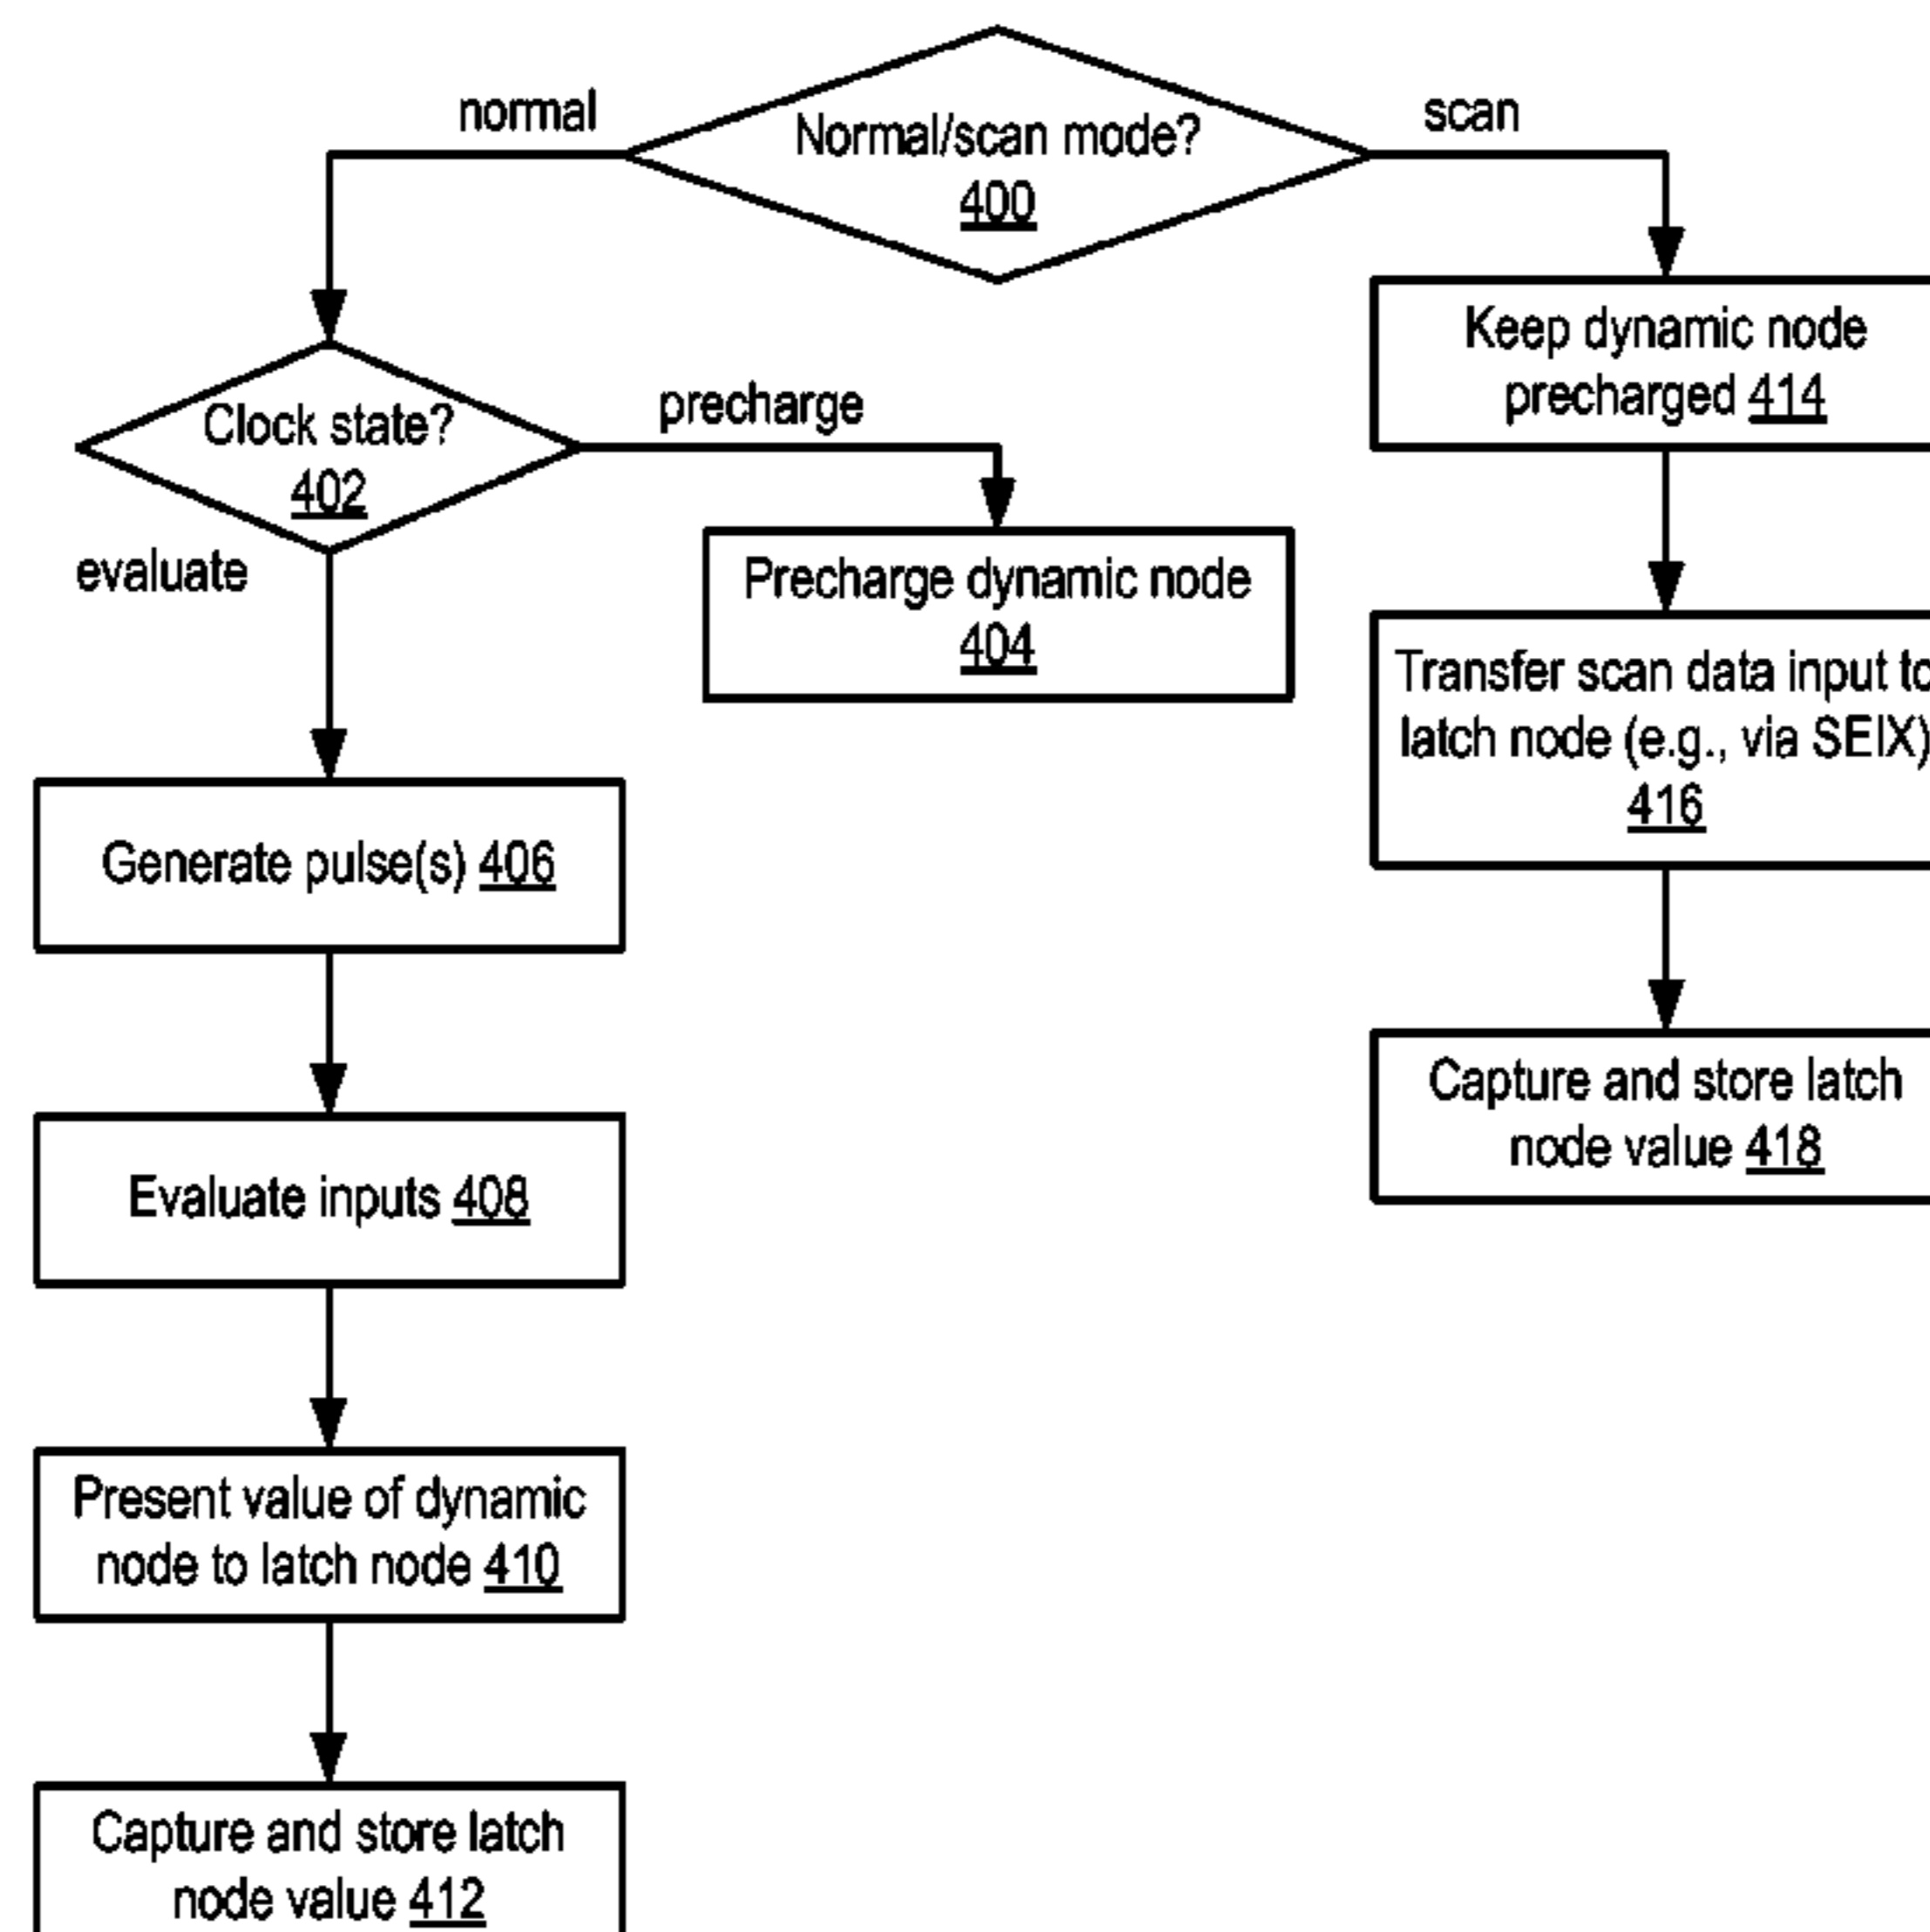 normal
Normal/scan mode?
400
scan
Clock state?
402
precharge
evaluate
Precharge dynamic node
404
Keep dynamic node
precharged 414
Transfer scan data input to
latch node (e.g., via SEIX)
416
Capture and store latch
node value 418
Generate pulse(s) 406
Evaluate inputs 408
Present value of dynamic
node to latch node 410
Capture and store latch
node value 412